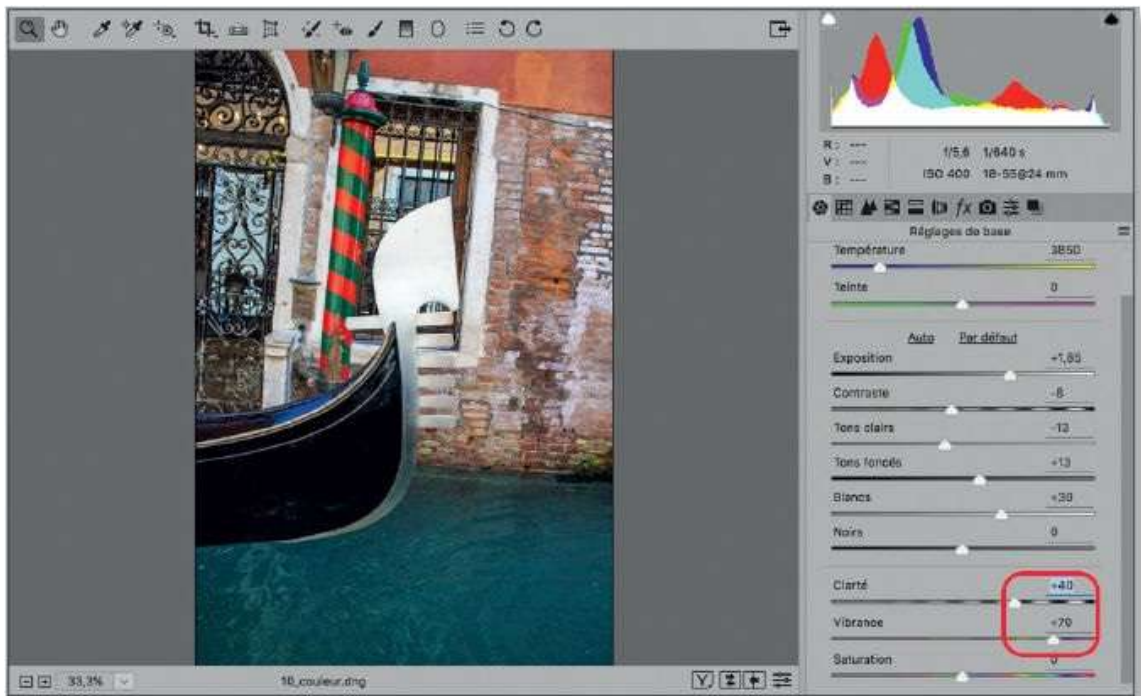 R : ---
V : ---
B : ---
f/5,6 1/640 s
ISO 400 18-55@24 mm
fx
Réglages de base
Température 3850
Teinte 0
Auto Par défaut
Exposition +1,85
Contraste -8
Tons clairs -13
Tons foncés +13
Blancs +30
Noirs 0
Clarté +40
Vibrance +70
Saturation 0
33,3% 10_couleur.dng Y